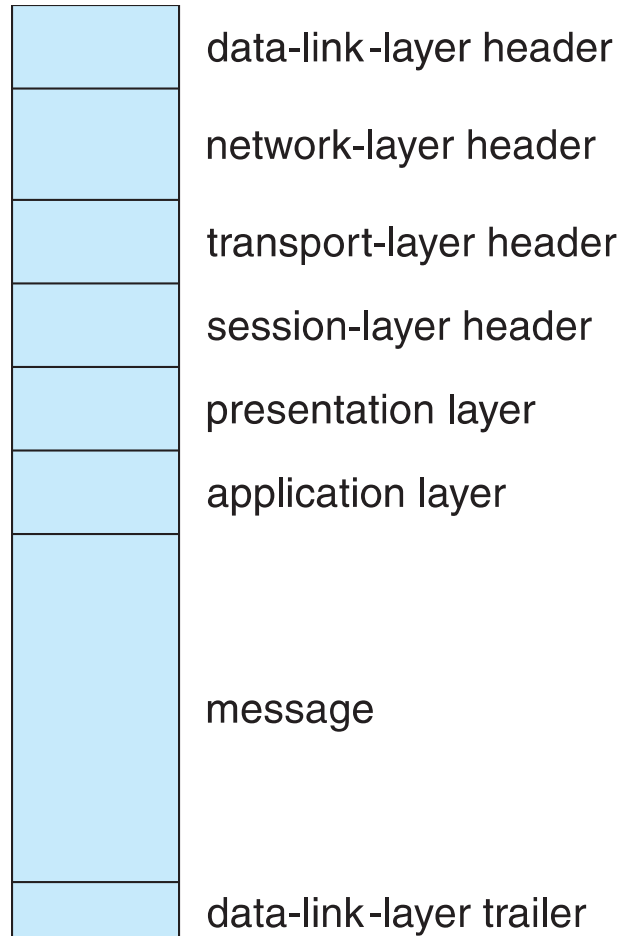 data-link-layer header
network-layer header
transport-layer header
session-layer header
presentation layer
application layer
message
data-link-layer trailer